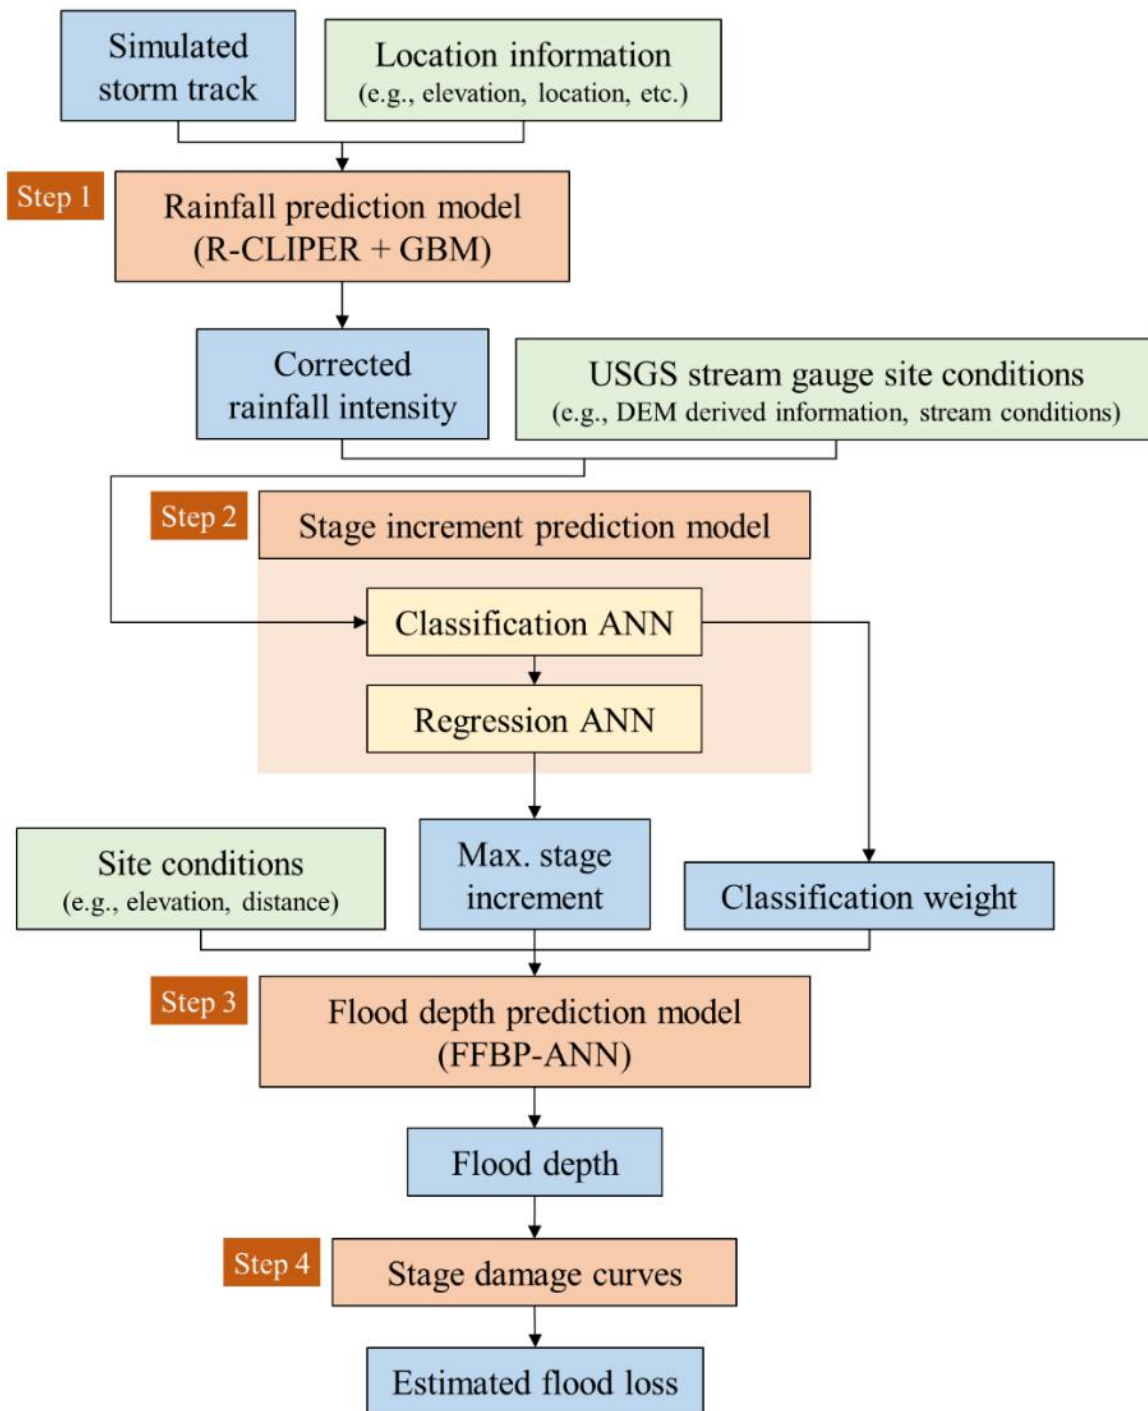 Simulated
storm track
Location information
(e.g., elevation, location, etc.)
Step 1
Rainfall prediction model
(R-CLIPER + GBM)
Corrected
rainfall intensity
USGS stream gauge site conditions
(e.g., DEM derived information, stream conditions)
Step 2
Stage increment prediction model
Classification ANN
Regression ANN
Site conditions
(e.g., elevation, distance)
Max. stage
increment
Classification weight
Step 3
Flood depth prediction model
(FFBP-ANN)
Flood depth
Step 4
Stage damage curves
Estimated flood loss